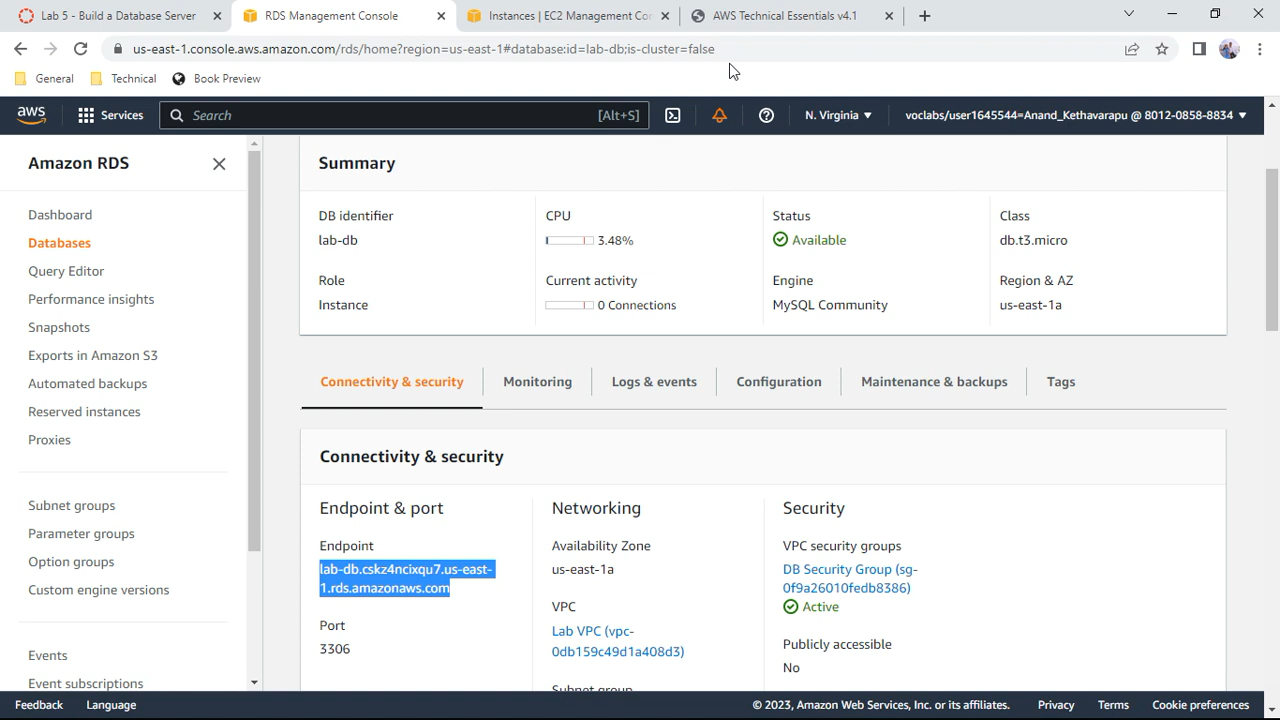 Lab 5 - Build a Database Server
RDS Management Console
Instances | EC2 Management Con
AWS Technical Essentials v4.1
us-east-1.console.aws.amazon.com/rds/home?region=us-east-1#database:id=lab-db;is-cluster=false
General
Technical
Book Preview
aws
Services
Search
[Alt+S]
N. Virginia
voclabs/user1645544=Anand_Kethavarapu @ 8012-0858-8834
Amazon RDS
Dashboard
Databases
Query Editor
Performance insights
Snapshots
Exports in Amazon S3
Automated backups
Reserved instances
Proxies
Subnet groups
Parameter groups
Option groups
Custom engine versions
Events
Event subscriptions
Summary
DB identifier
lab-db
CPU
3.48%
Status
Available
Class
db.t3.micro
Role
Instance
Current activity
0 Connections
Engine
MySQL Community
Region & AZ
us-east-1a
Connectivity & security
Monitoring
Logs & events
Configuration
Maintenance & backups
Tags
Connectivity & security
Endpoint & port
Endpoint
lab-db.cskz4ncixqu7.us-east-
1.rds.amazonaws.com
Port
3306
Networking
Availability Zone
us-east-1a
VPC
Lab VPC (vpc-
0db159c49d1a408d3)
Subnet group
Security
VPC security groups
DB Security Group (sg-
0f9a26010fedb8386)
Active
Publicly accessible
No
Feedback
Language
© 2023, Amazon Web Services, Inc. or its affiliates.
Privacy
Terms
Cookie preferences